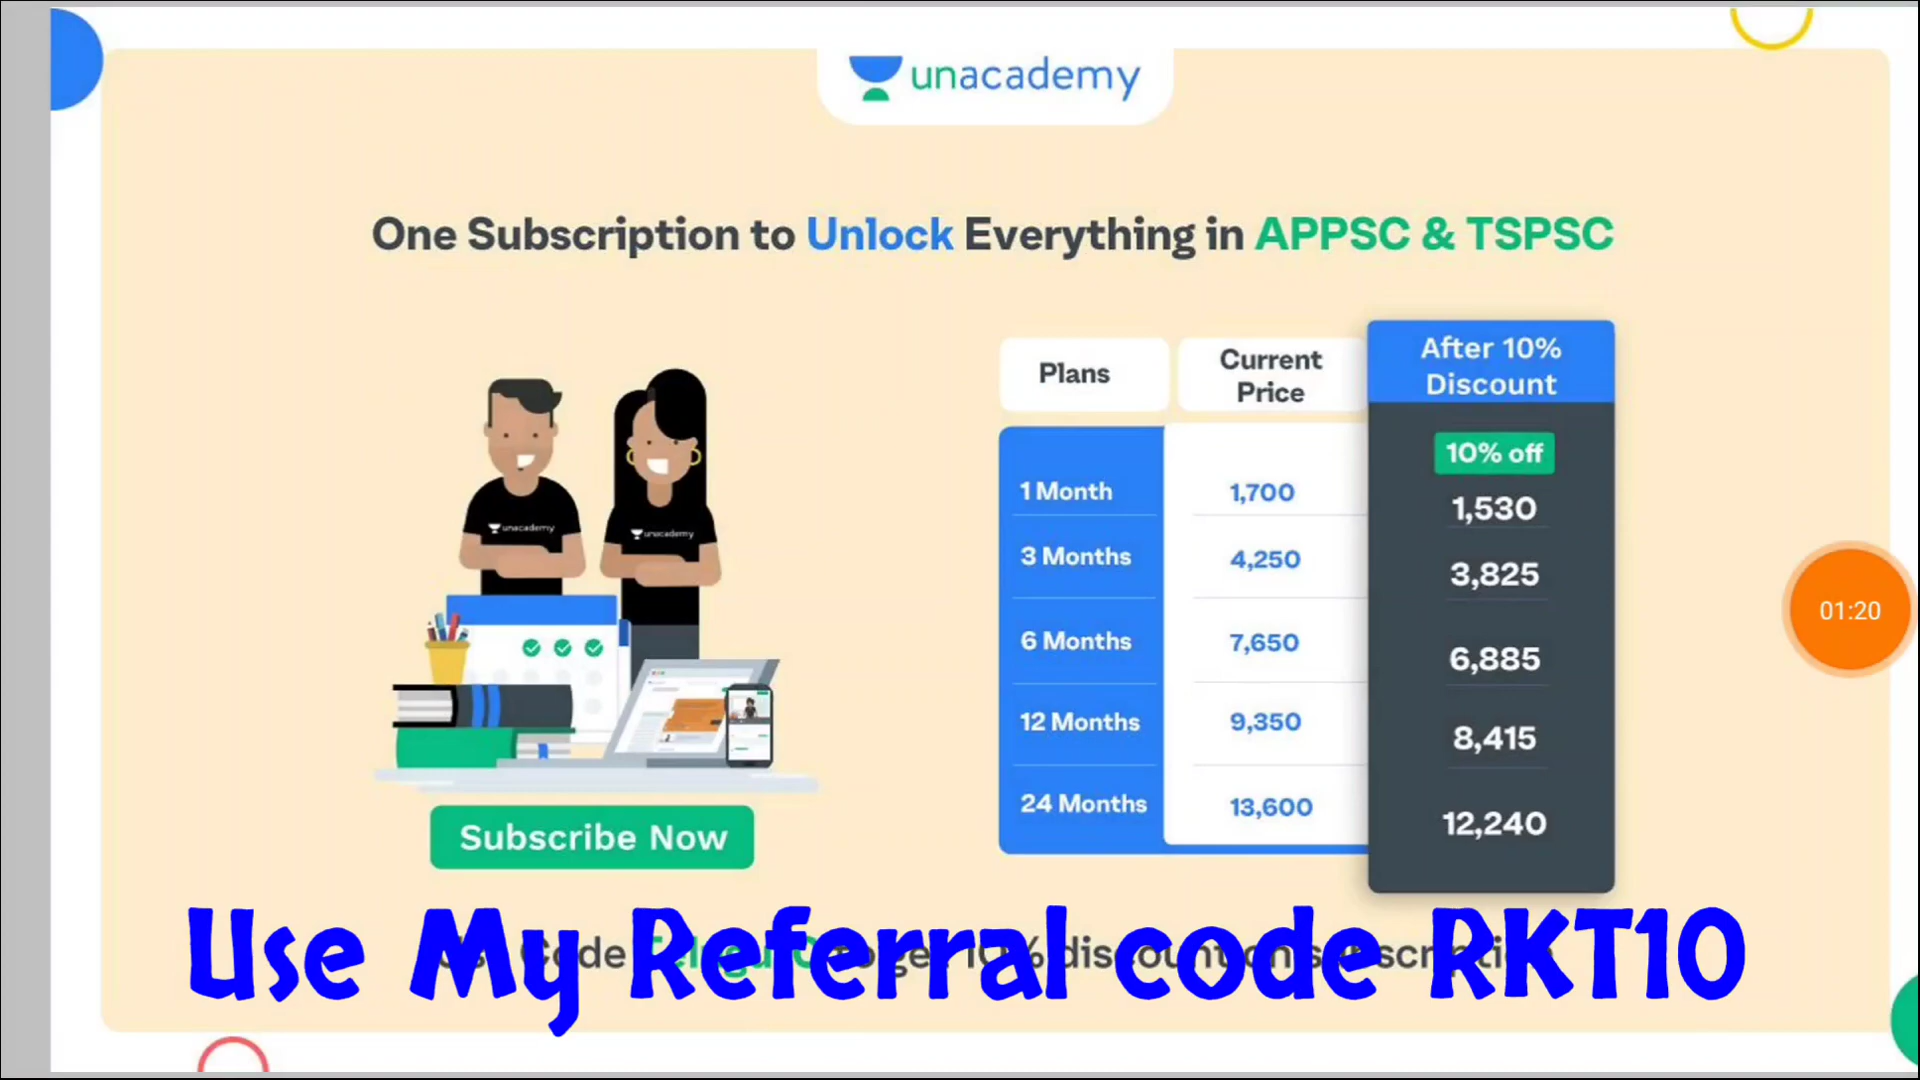 unacademy
One Subscription to Unlock Everything in APPSC & TSPSC
Plans
Current Price
After 10% Discount
10% off
1 Month 1,700 1,530
3 Months 4,250 3,825
6 Months 7,650 6,885
12 Months 9,350 8,415
24 Months 13,600 12,240
unacademy
unacademy
01:20
Subscribe Now
Use My Referral code RKT10